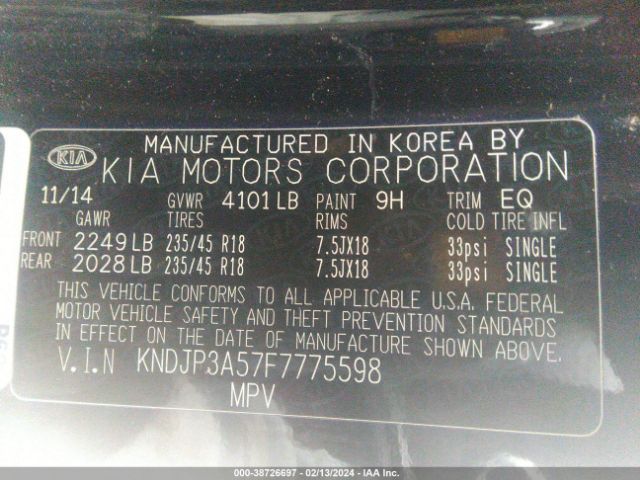 MANUFACTURED IN KOREA BY
KIA KIA MOTORS CORPORATION
11/14 GVWR 4101 LB PAINT 9H TRIM EQ
GAWR TIRES RIMS COLD TIRE INFL
FRONT 2249 LB 235/45 R18 7.5JX18 33psi SINGLE
REAR 2028 LB 235/45 R18 7.5JX18 33psi SINGLE
THIS VEHICLE CONFORMS TO ALL APPLICABLE U.S.A. FEDERAL
MOTOR VEHICLE SAFETY AND THEFT PREVENTION STANDARDS
IN EFFECT ON THE DATE OF MANUFACTURE SHOWN ABOVE.
V.I.N KNDJP3A57F7775598
MPV
000-38726697 - 02/13/2024 - IAAI.com